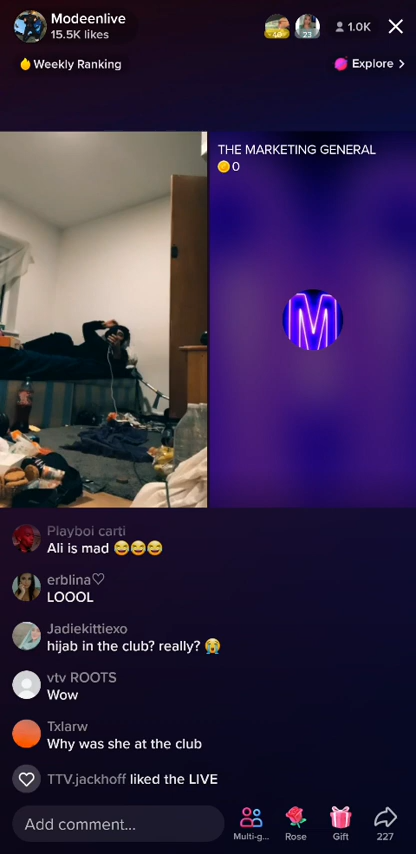 Modeenlive
15.5K likes
23
1.0K
Weekly Ranking
Explore
THE MARKETING GENERAL
0
M
Playboi carti
Ali is mad 😂😂😂
erblina♡
LOOOL
Jadiekittiexo
hijab in the club? really? 😭
vtv ROOTS
Wow
Txlarw
Why was she at the club
TTV.jackhoff liked the LIVE
Add comment...
Multi-g...
Rose
Gift
227